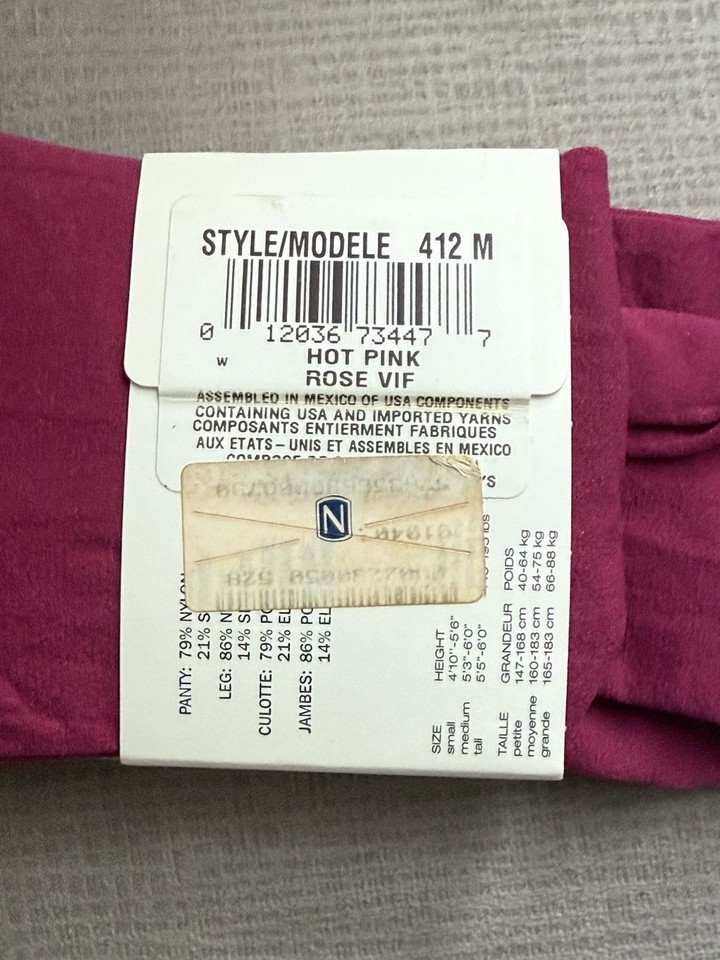 STYLE/MODELE 412 M
0 12036 73447 7
W
HOT PINK
ROSE VIF
ASSEMBLED IN MEXICO OF USA COMPONENTS
CONTAINING USA AND IMPORTED YARNS
COMPOSANTS ENTIERMENT FABRIQUES
AUX ETATS-UNIS ET ASSEMBLES EN MEXICO
N
PANTY: 79% NYLON
21% S
LEG: 86% N
14% S
CULOTTE: 79% PO
21% EL
JAMBES: 86% PO
14% EL
SIZE HEIGHT
small 4'10"-5'6"
medium 5'3"-6'0"
tall 5'5"-6'0" lbs
TAILLE GRANDEUR POIDS
petite 147-168 cm 40-64 kg
moyenne 160-183 cm 54-75 kg
grande 165-183 cm 66-88 kg